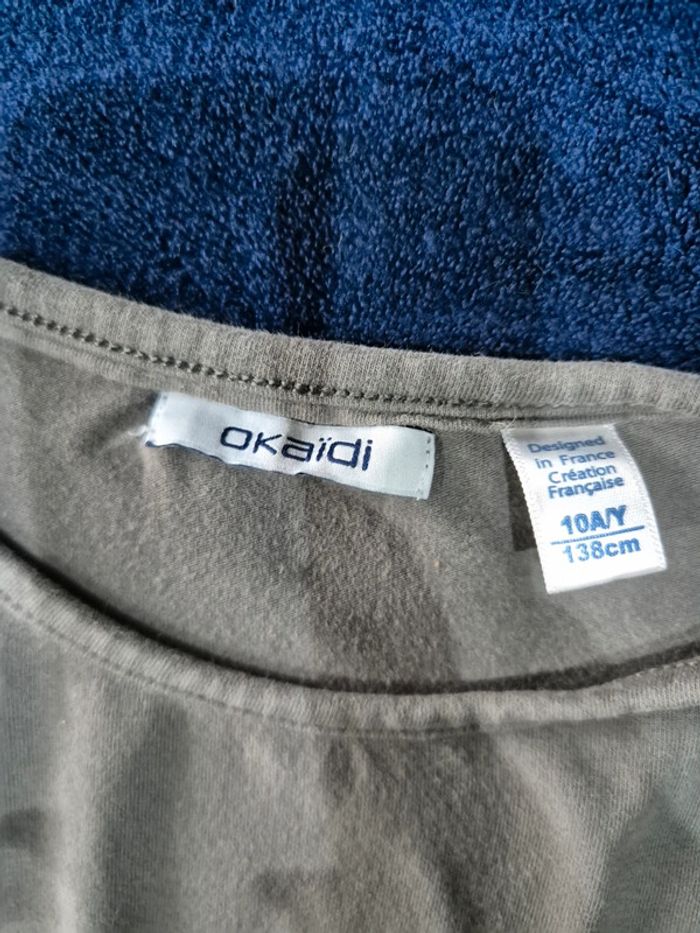 oKaïdi
Designed
in France
Création
Française
10A/Y
138cm